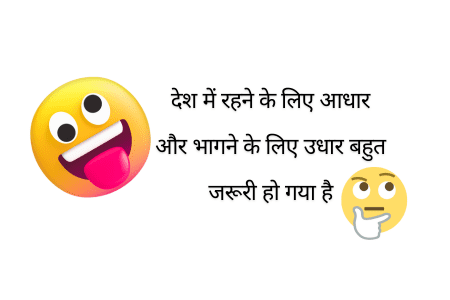 देश में रहने के लिए आधार
और भागने के लिए उधार बहुत
जरूरी हो गया है